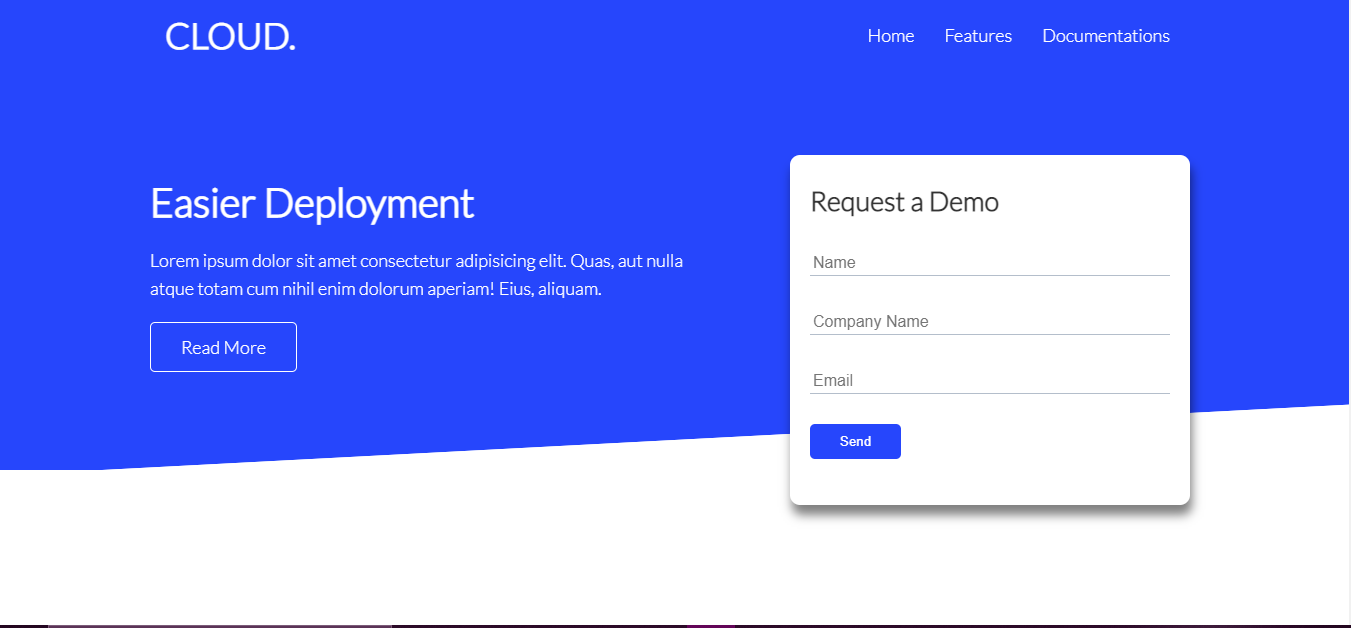 CLOUD.
Home Features Documentations
Easier Deployment
Lorem ipsum dolor sit amet consectetur adipisicing elit. Quas, aut nulla
atque totam cum nihil enim dolorum aperiam! Eius, aliquam.
Read More
Request a Demo
Name
Company Name
Email
Send